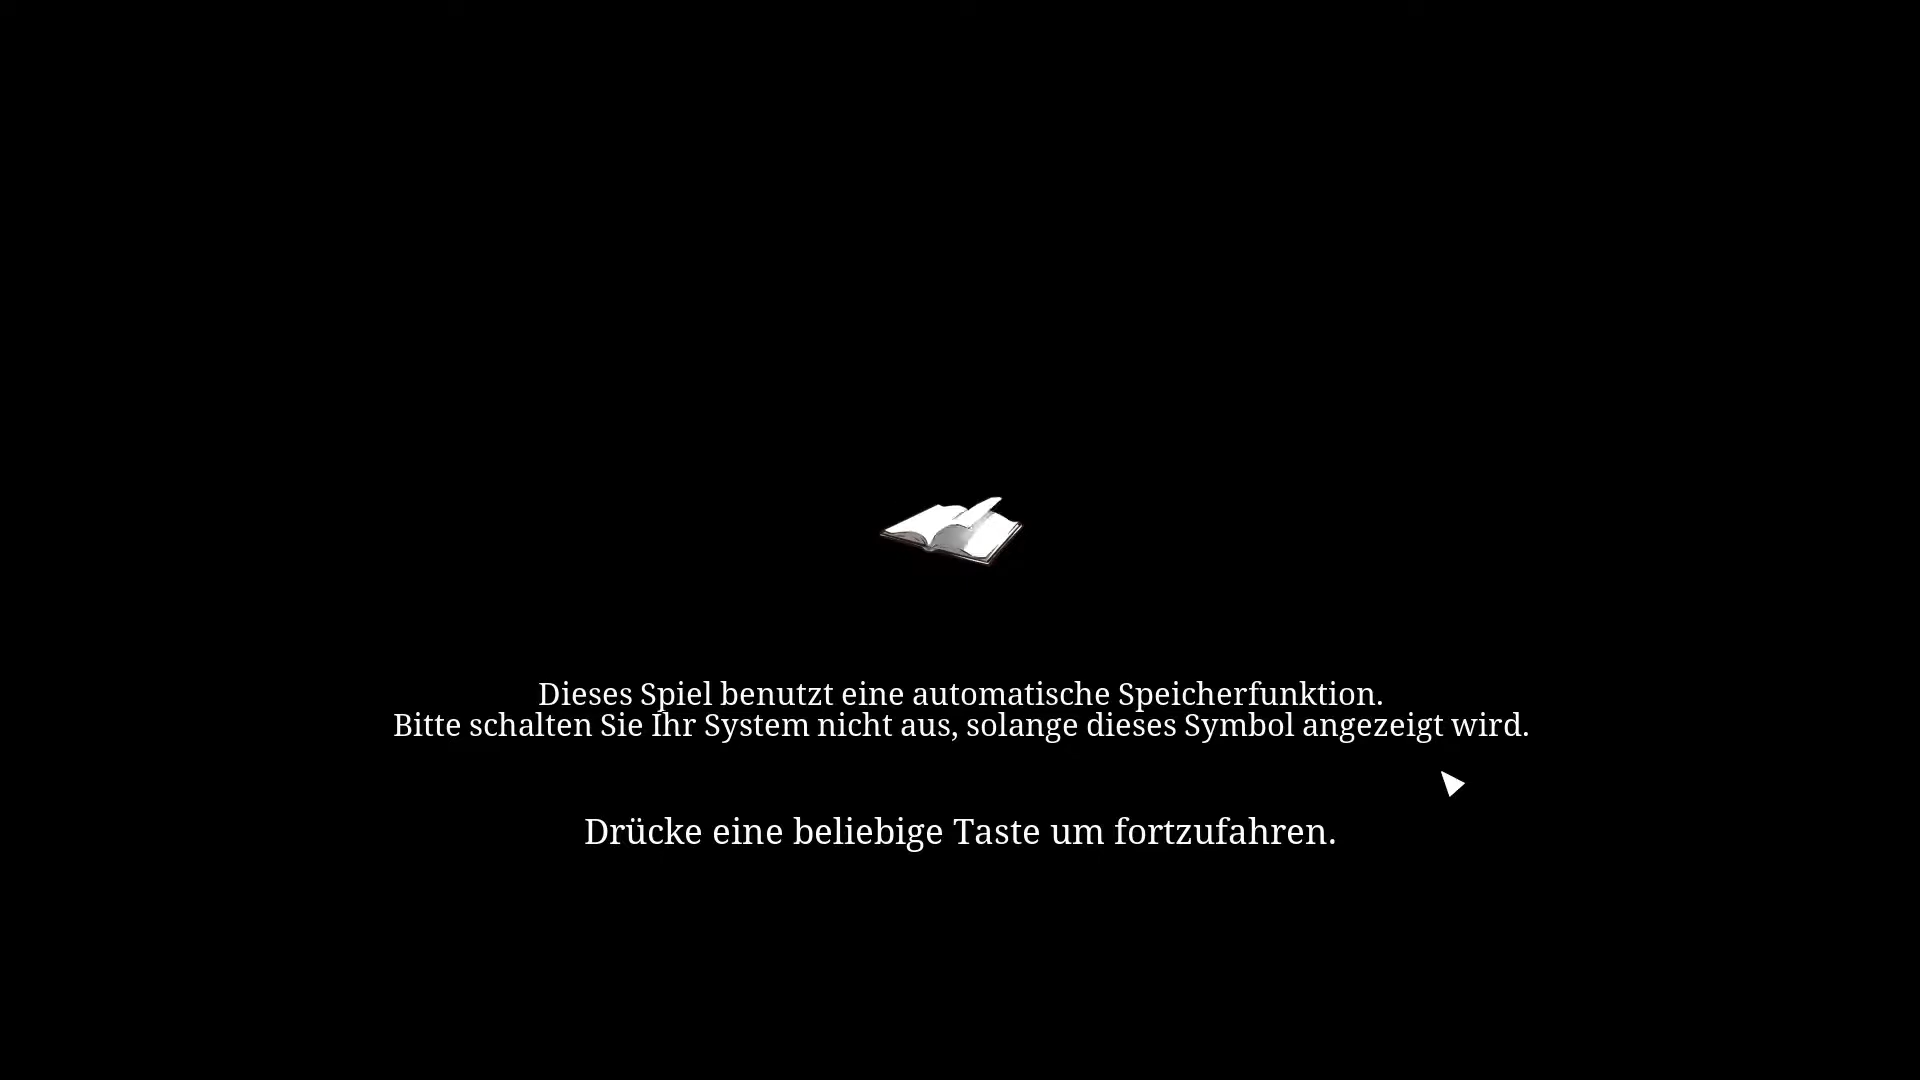 Dieses Spiel benutzt eine automatische Speicherfunktion.
Bitte schalten Sie Ihr System nicht aus, solange dieses Symbol angezeigt wird.
Drücke eine beliebige Taste um fortzufahren.